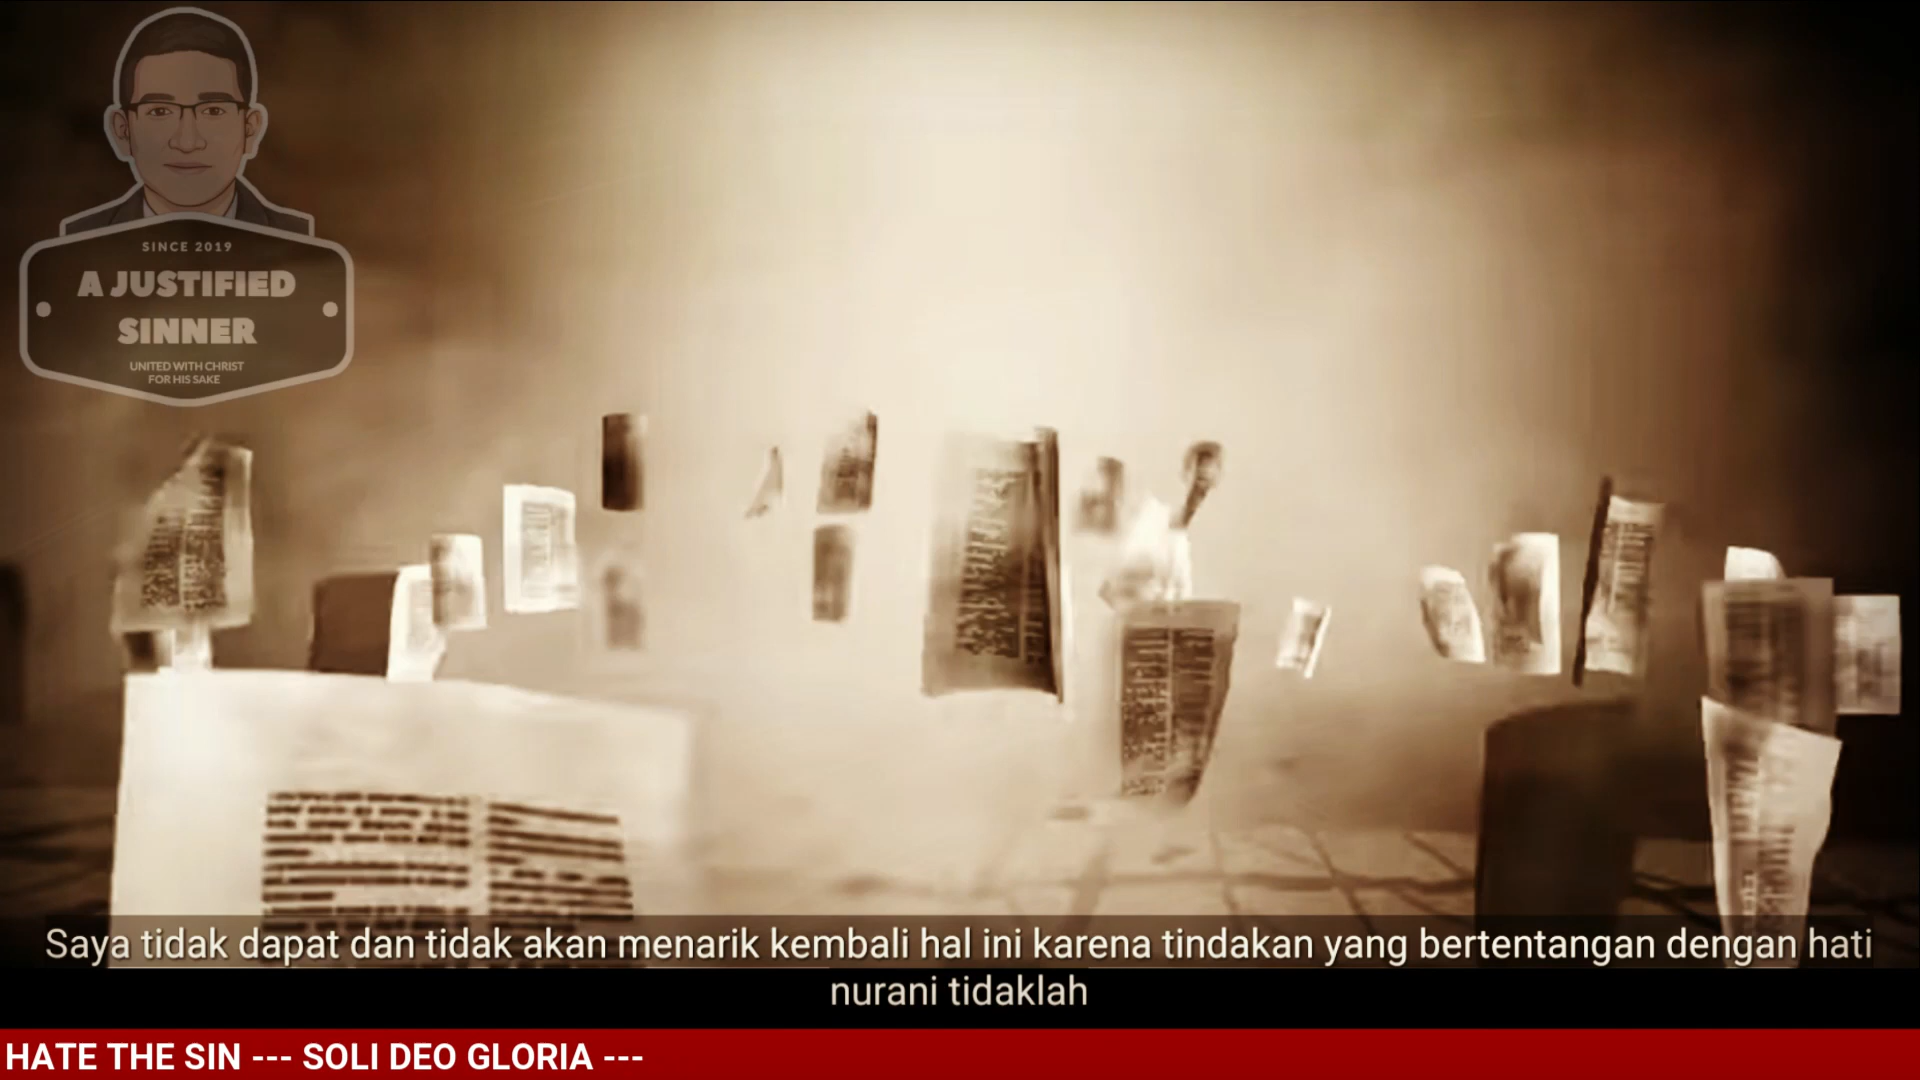 SINCE 2019
A JUSTIFIED
SINNER
UNITED WITH CHRIST
FOR HIS SAKE
Saya tidak dapat dan tidak akan menarik kembali hal ini karena tindakan yang bertentangan dengan hati
nurani tidaklah
HATE THE SIN --- SOLI DEO GLORIA ---